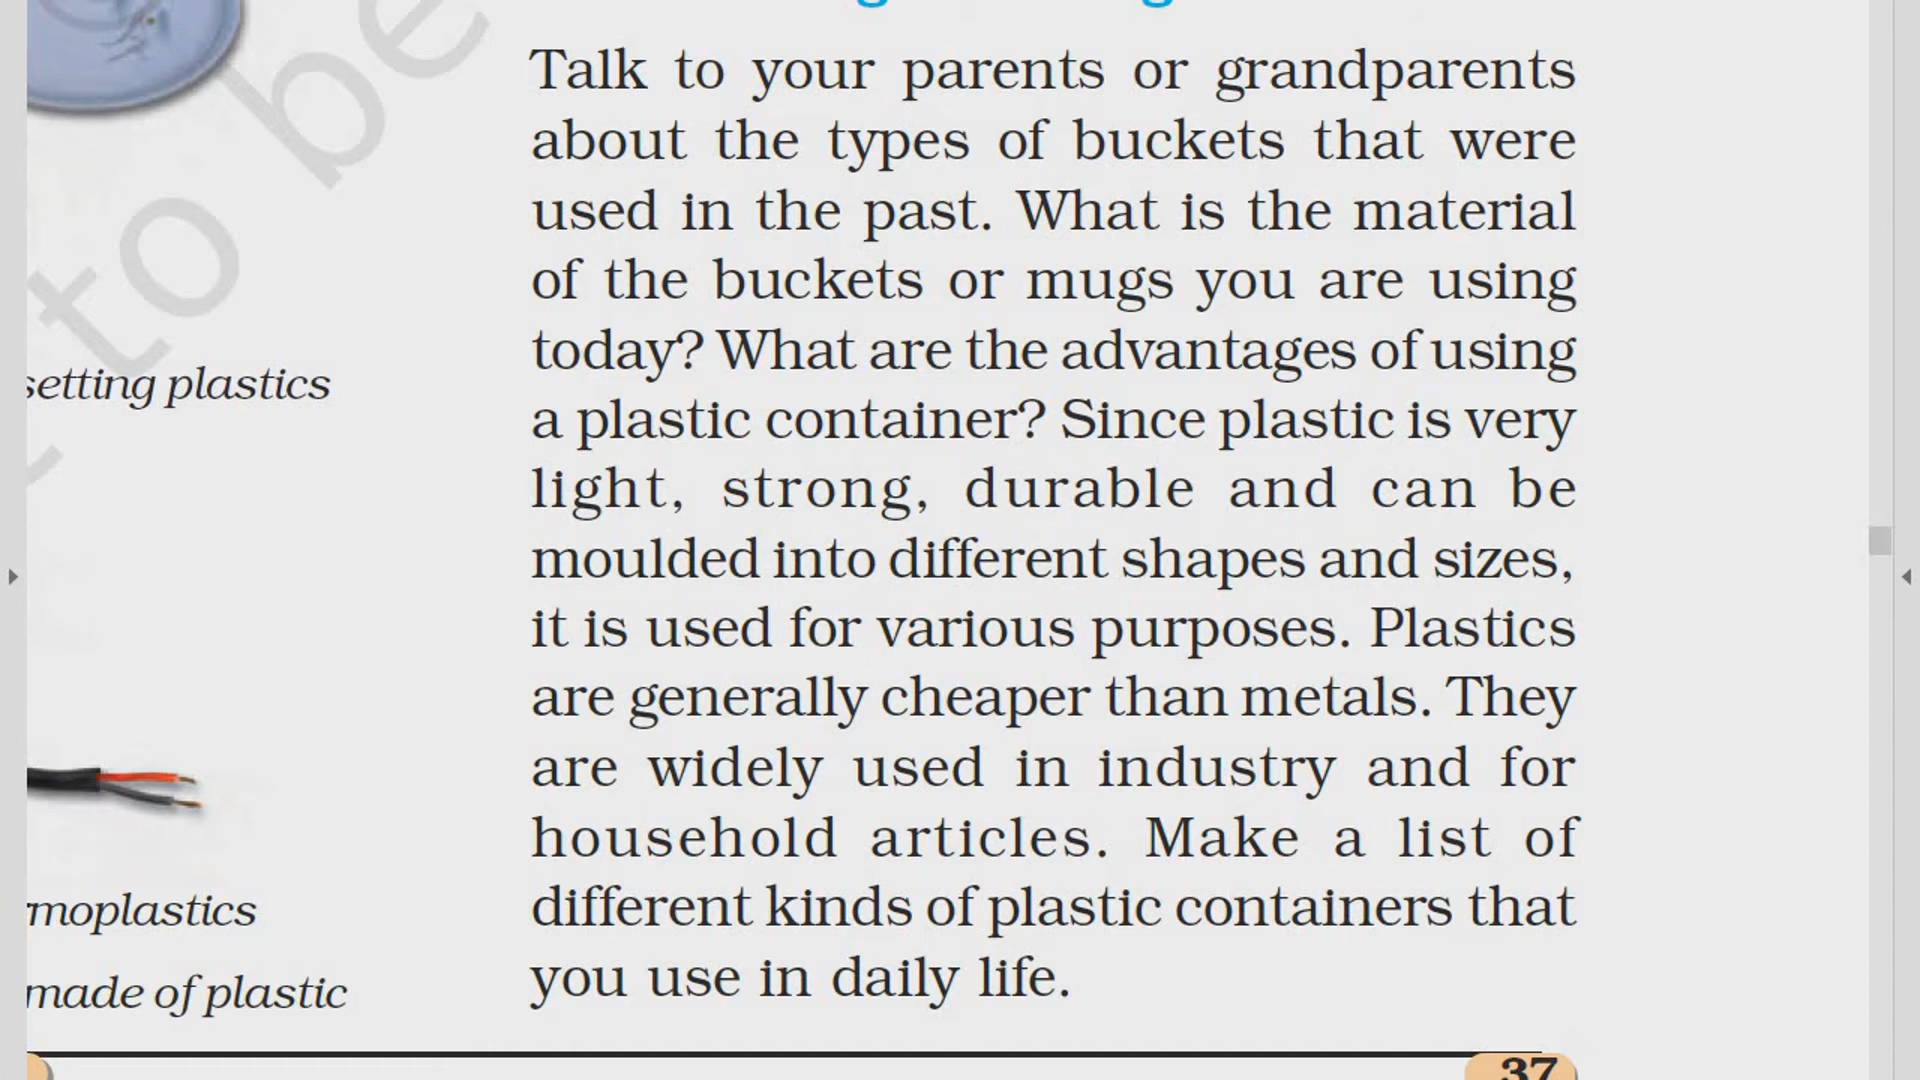 Talk to your parents or grandparents
about the types of buckets that were
used in the past. What is the material
of the buckets or mugs you are using
today? What are the advantages of using
a plastic container? Since plastic is very
light, strong, durable and can be
moulded into different shapes and sizes,
it is used for various purposes. Plastics
are generally cheaper than metals. They
are widely used in industry and for
household articles. Make a list of
different kinds of plastic containers that
you use in daily life.
setting plastics
moplastics
made of plastic
to be
37